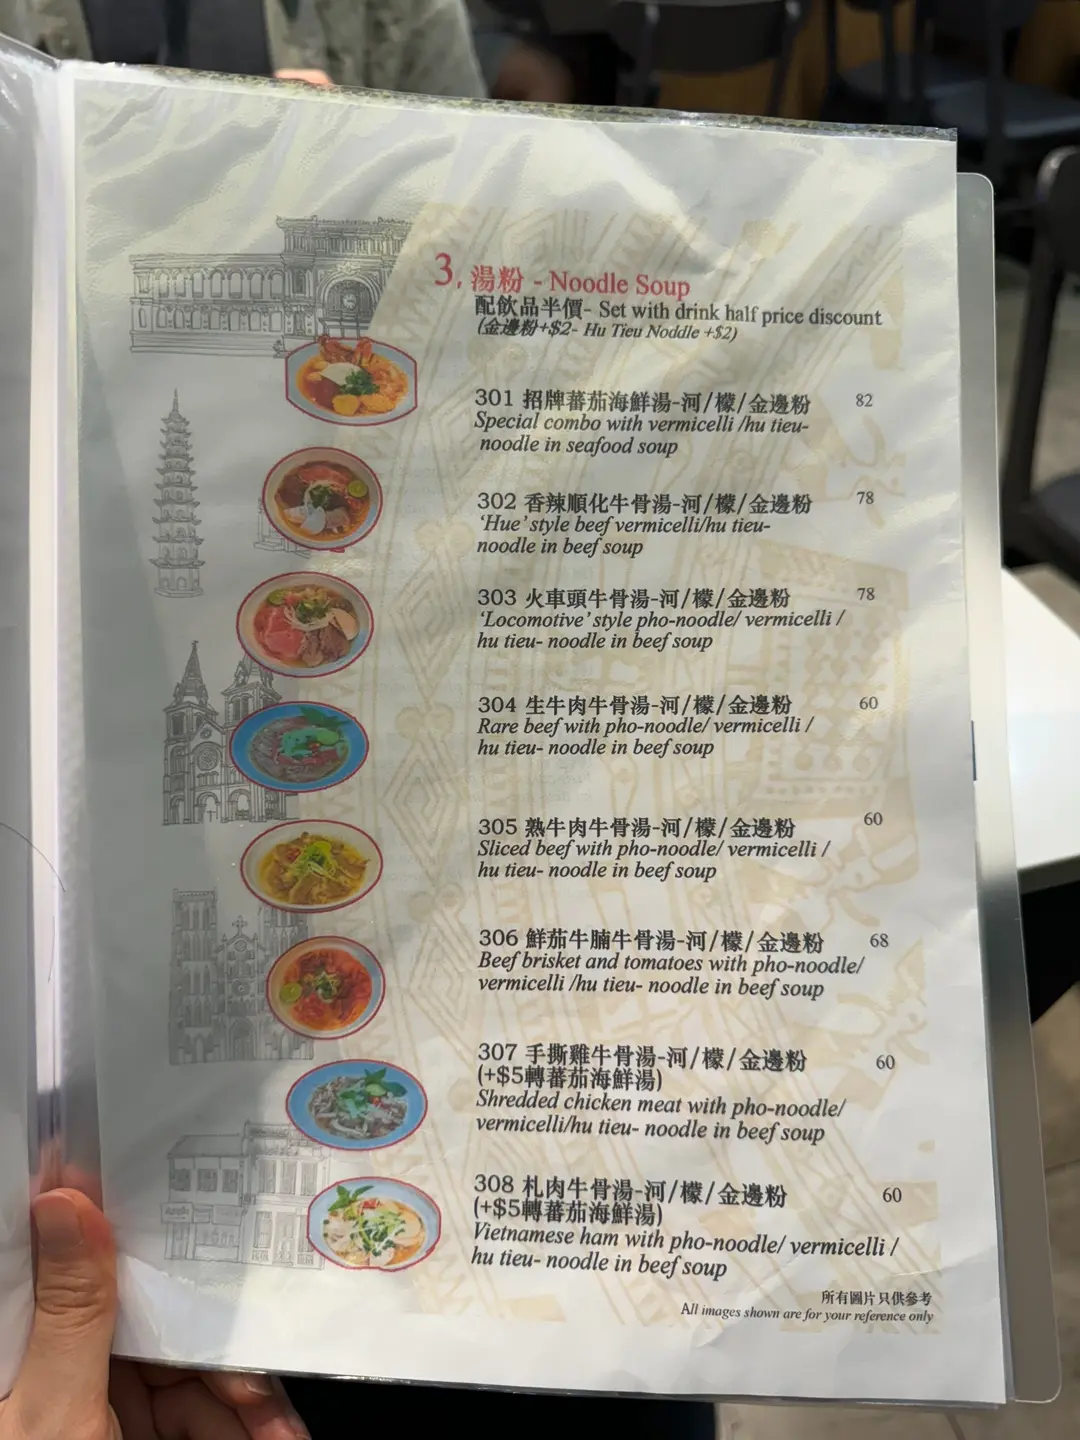 3. 湯粉 - Noodle Soup
配飲品半價- Set with drink half price discount
(金邊粉+$2- Hu Tieu Noddle +$2)
301 招牌蕃茄海鮮湯-河/檬/金邊粉 82
Special combo with vermicelli /hu tieu-
noodle in seafood soup
302 香辣順化牛骨湯-河/檬/金邊粉 78
‘Hue’ style beef vermicelli/hu tieu-
noodle in beef soup
303 火車頭牛骨湯-河/檬/金邊粉 78
‘Locomotive’ style pho-noodle/ vermicelli /
hu tieu- noodle in beef soup
304 生牛肉牛骨湯-河/檬/金邊粉 60
Rare beef with pho-noodle/ vermicelli /
hu tieu- noodle in beef soup
305 熟牛肉牛骨湯-河/檬/金邊粉 60
Sliced beef with pho-noodle/ vermicelli /
hu tieu- noodle in beef soup
306 鮮茄牛腩牛骨湯-河/檬/金邊粉 68
Beef brisket and tomatoes with pho-noodle/
vermicelli /hu tieu- noodle in beef soup
307 手撕雞牛骨湯-河/檬/金邊粉 60
(+$5轉蕃茄海鮮湯)
Shredded chicken meat with pho-noodle/
vermicelli/hu tieu- noodle in beef soup
308 札肉牛骨湯-河/檬/金邊粉 60
(+$5轉蕃茄海鮮湯)
Vietnamese ham with pho-noodle/ vermicelli /
hu tieu- noodle in beef soup
所有圖片只供參考
All images shown are for your reference only